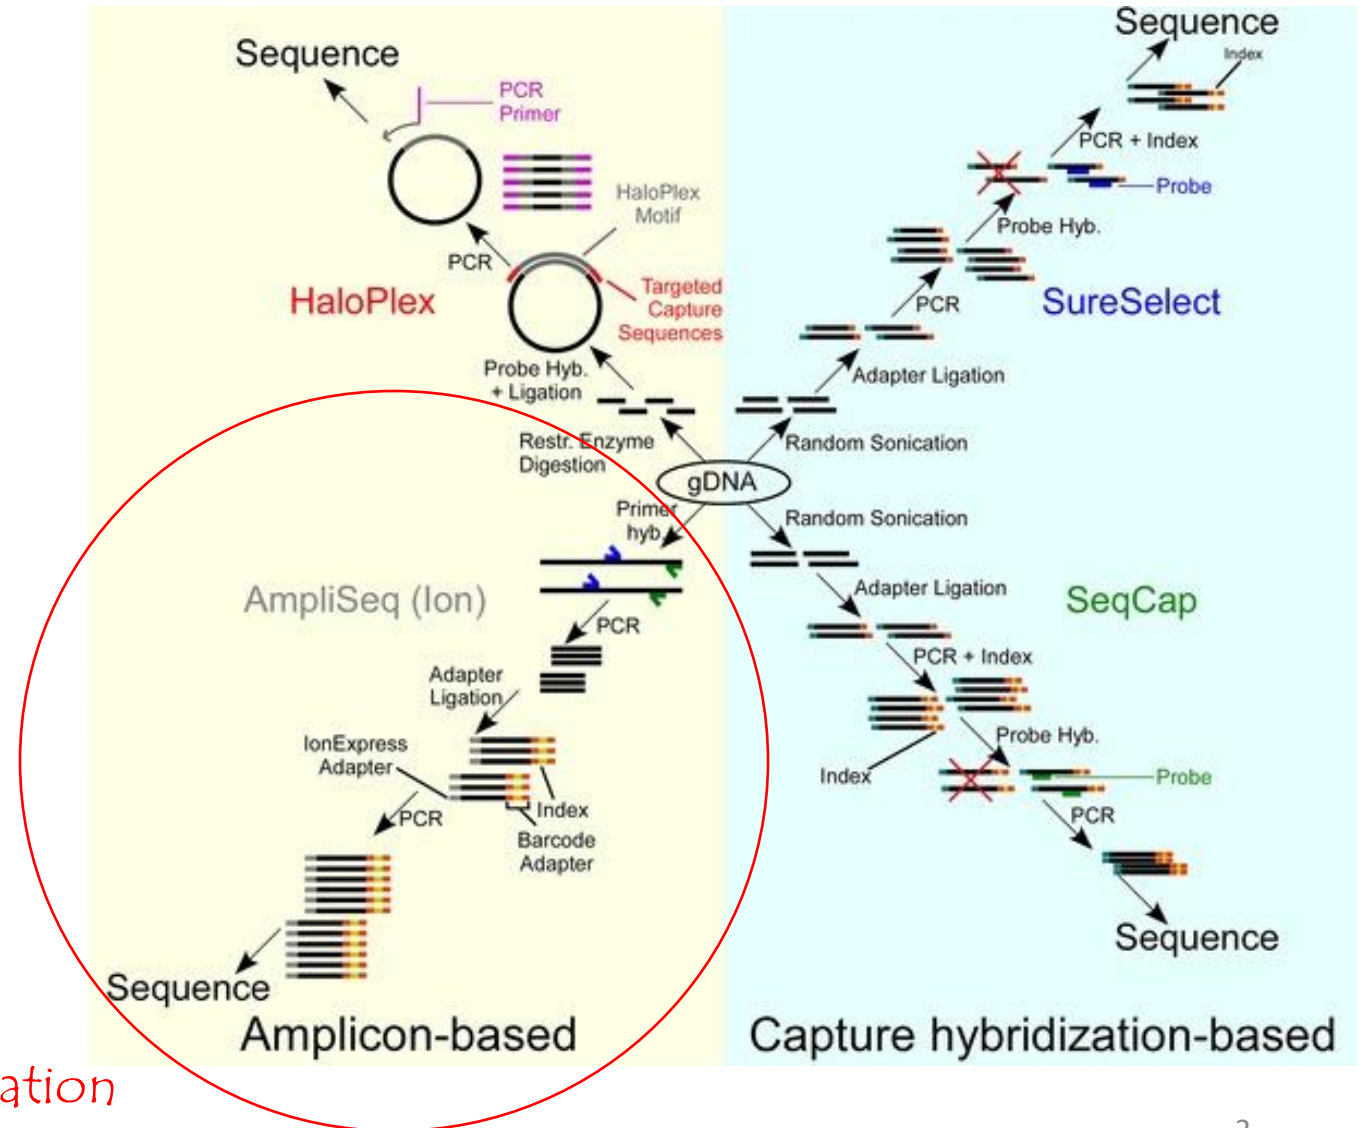 Sequence
PCR
Primer
HaloPlex
Motif
PCR
HaloPlex
Targeted
Capture
Sequences
Probe Hyb.
+ Ligation
Restr. Enzyme
Digestion
Sequence
Index
PCR + Index
Probe
Probe Hyb.
PCR
SureSelect
Adapter Ligation
Random Sonication
gDNA
Primer
hyb.
AmpliSeq (Ion)
PCR
Adapter
Ligation
IonExpress
Adapter
Index
PCR
Barcode
Adapter
Sequence
Amplicon-based
Random Sonication
Adapter Ligation
SeqCap
PCR + Index
Probe Hyb.
Index
Probe
PCR
Sequence
Capture hybridization-based
ation